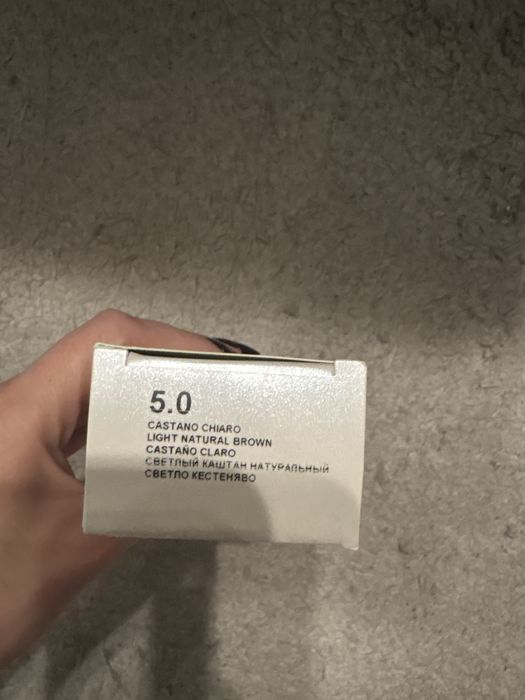 5.0
CASTANO CHIARO
LIGHT NATURAL BROWN
CASTAÑO CLARO
СВЕТЛЫЙ КАШТАН НАТУРАЛЬНЫЙ
СВЕТЛО КЕСТЕНЯВО